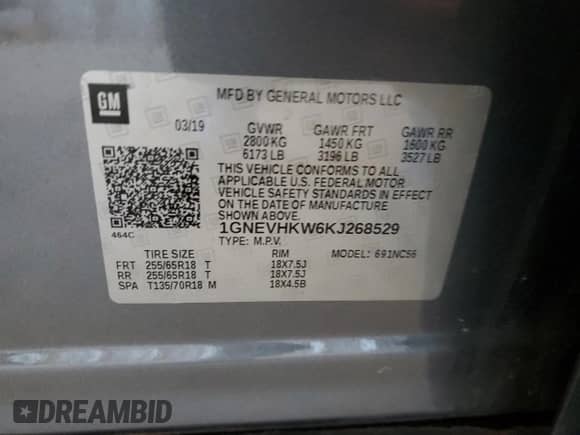 GM
MFD BY GENERAL MOTORS LLC
03/19 GVWR GAWR FRT GAWR RR
2800 KG 1450 KG 1600 KG
6173 LB 3196 LB 3527 LB
THIS VEHICLE CONFORMS TO ALL
APPLICABLE U.S. FEDERAL MOTOR
VEHICLE SAFETY STANDARDS IN EFFECT
ON THE DATE OF MANUFACTURE
SHOWN ABOVE.
464C
1GNEVHKW6KJ268529
TYPE: M.P.V. MODEL: 691NC56
TIRE SIZE RIM
FRT 255/65R18 T 18X7.5J
RR 255/65R18 T 18X7.5J
SPA T135/70R18 M 18X4.5B
DREAMBID